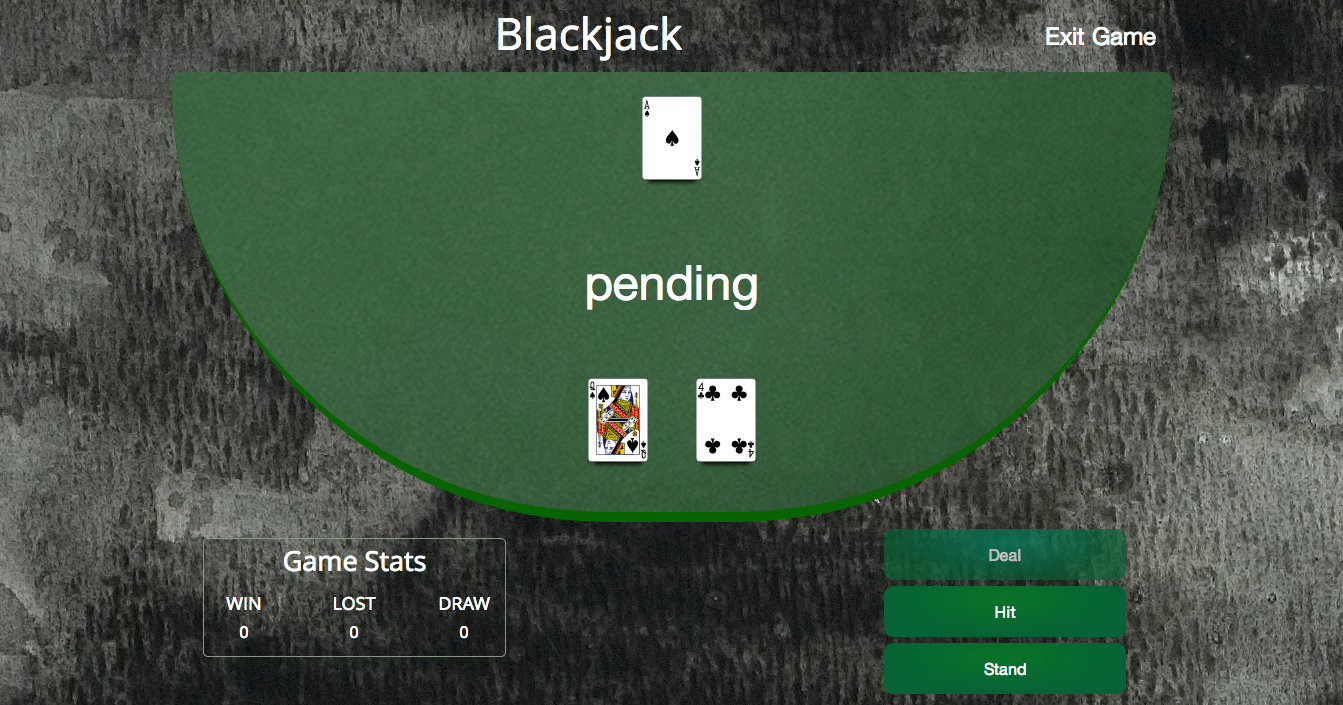 Blackjack
Exit Game
A
A
pending
Q
4
Q
4
Game Stats
Deal
WIN LOST DRAW
Hit
0 0 0
Stand